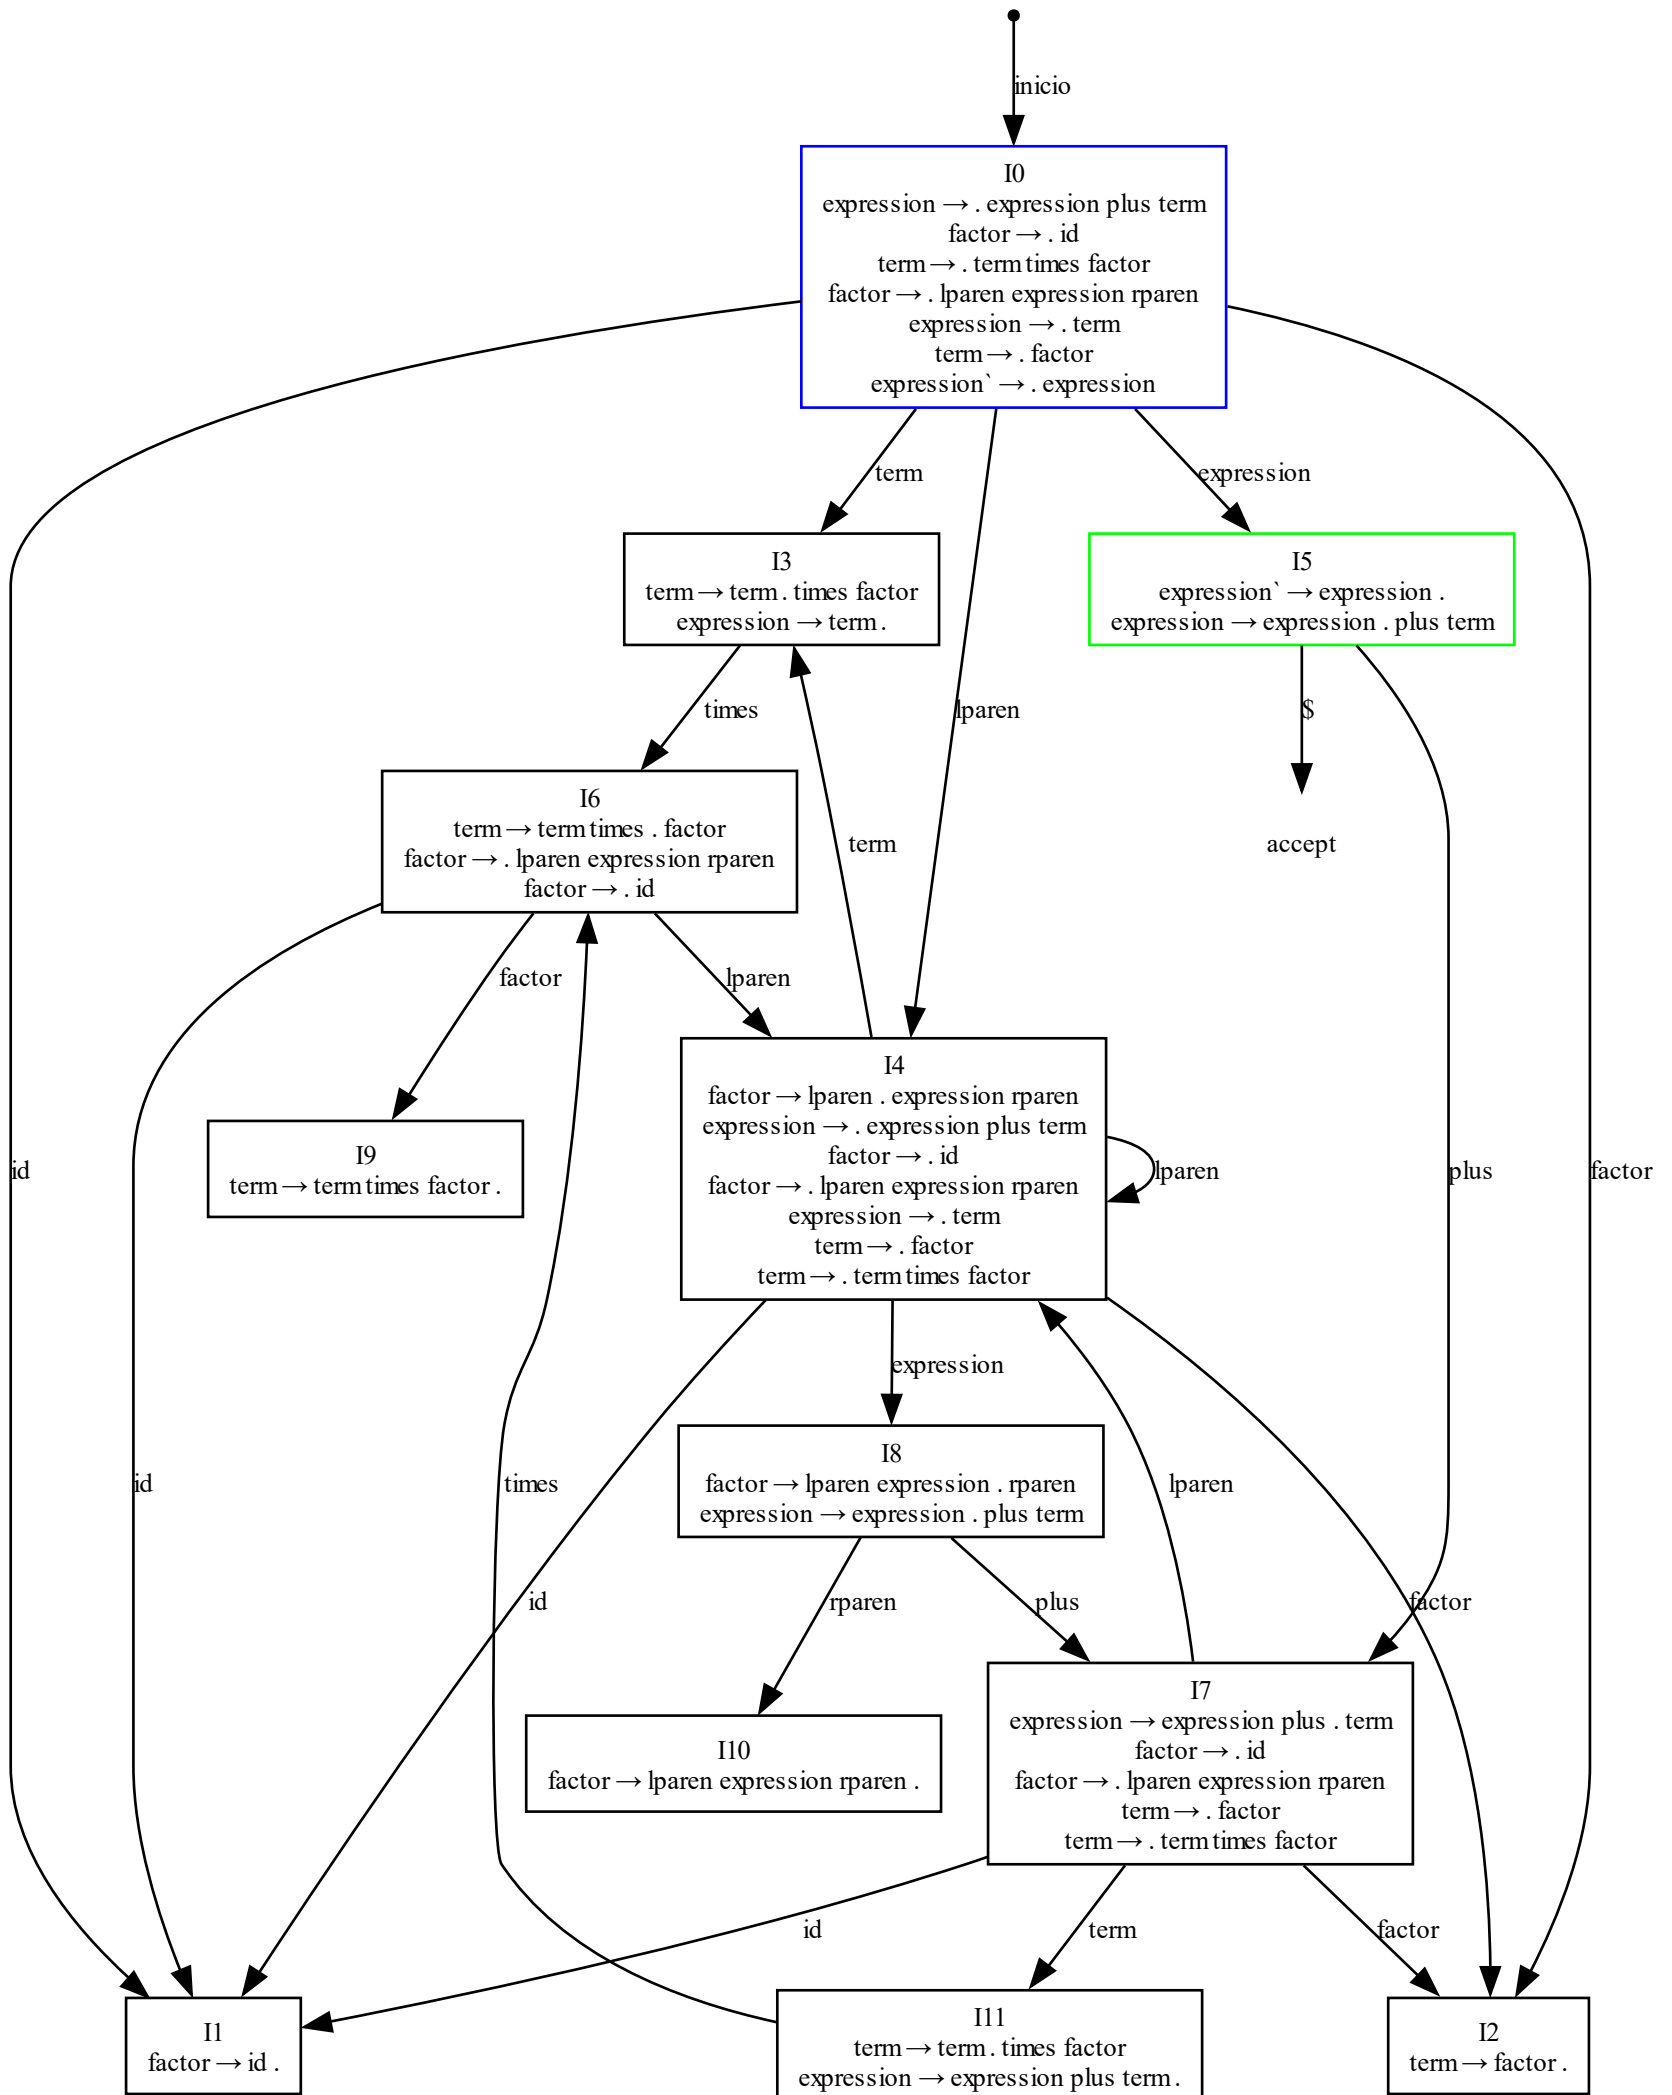 inicio
I0
expression → . expression plus term
factor → . id
term → . term times factor
factor → . lparen expression rparen
expression → . term
term → . factor
expression` → . expression
term
expression
I3
term → term . times factor
expression → term .
I5
expression` → expression .
expression → expression . plus term
times
lparen
$
I6
term → term times . factor
factor → . lparen expression rparen
factor → . id
term
accept
factor
lparen
I4
factor → lparen . expression rparen
expression → . expression plus term
factor → . id
factor → . lparen expression rparen
expression → . term
term → . factor
term → . term times factor
I9
term → term times factor .
id
lparen
plus
factor
expression
I8
factor → lparen expression . rparen
expression → expression . plus term
id
times
lparen
id
rparen
plus
factor
I7
expression → expression plus . term
factor → . id
factor → . lparen expression rparen
term → . factor
term → . term times factor
I10
factor → lparen expression rparen .
id
term
factor
I1
factor → id .
I11
term → term . times factor
expression → expression plus term .
I2
term → factor .